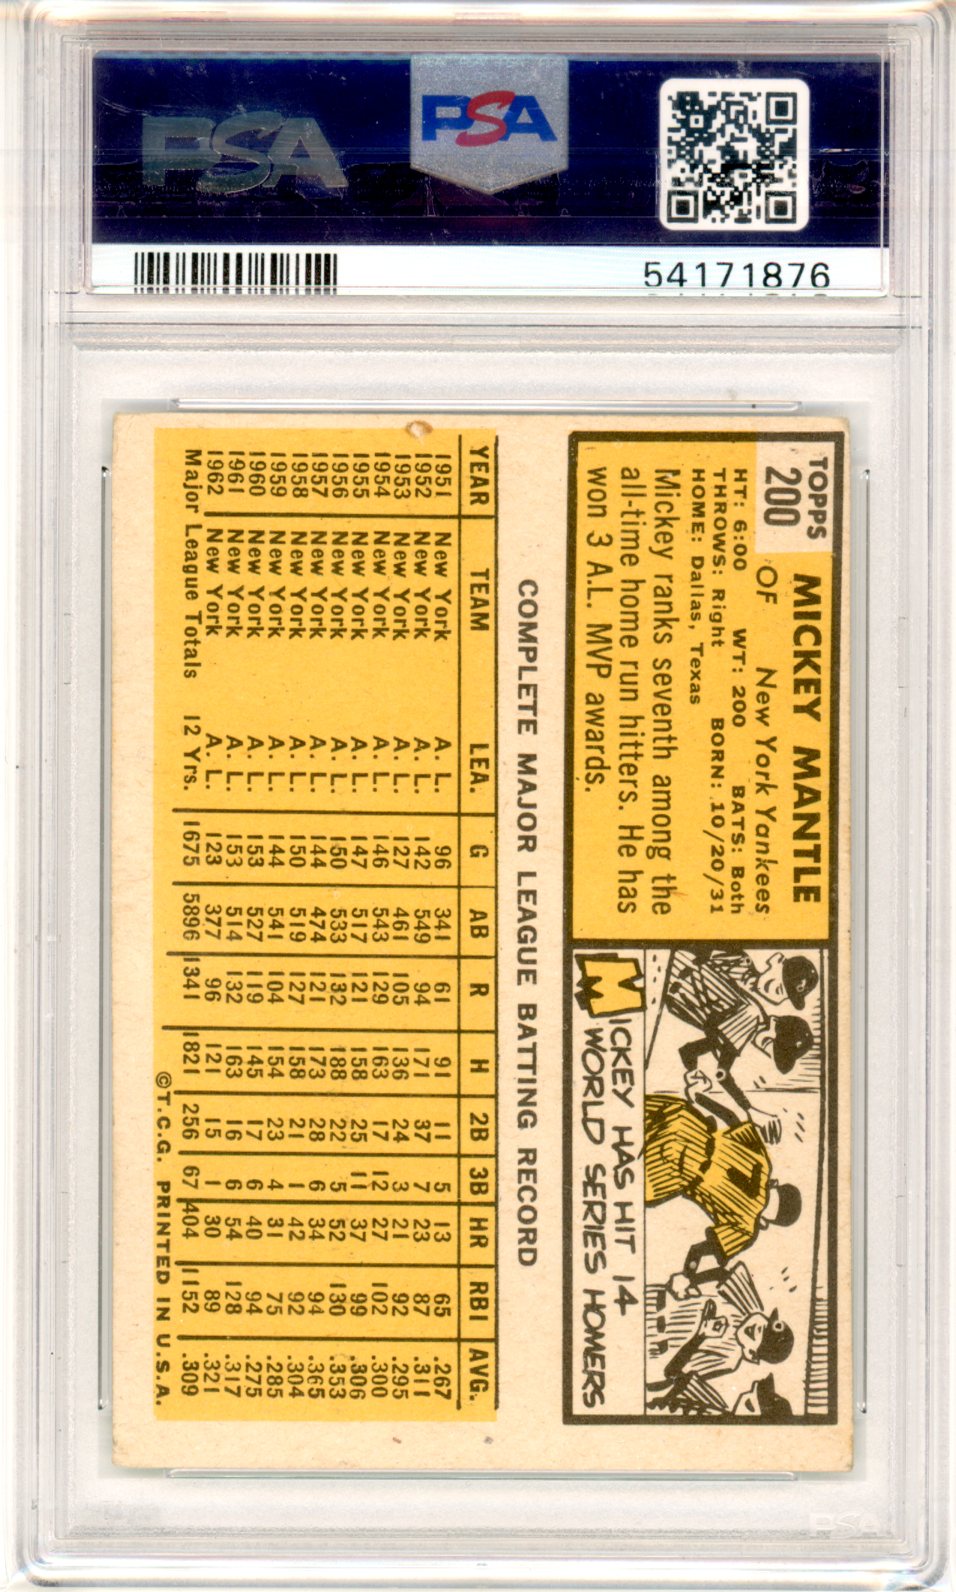 PSA
PSA
54171876
TOPPS
200
MICKEY MANTLE
OF New York Yankees
HT: 6:00 WT: 200 BATS: Both
THROWS: Right BORN: 10/20/31
HOME: Dallas, Texas
Mickey ranks seventh among the
all-time home run hitters. He has
won 3 A.L. MVP awards.
7
MICKEY HAS HIT 14
WORLD SERIES HOMERS
M
COMPLETE MAJOR LEAGUE BATTING RECORD
YEAR TEAM LEA. G AB R H 2B 3B HR RBI AVG.
1951 New York A. L. 96 341 61 91 11 5 13 65 .267
1952 New York A. L. 142 549 94 171 37 7 23 87 .311
1953 New York A. L. 127 461 105 136 24 3 21 92 .295
1954 New York A. L. 146 543 129 163 17 12 27 102 .300
1955 New York A. L. 147 517 121 158 25 11 37 99 .306
1956 New York A. L. 150 533 132 188 22 5 52 130 .353
1957 New York A. L. 144 474 121 173 28 6 34 94 .365
1958 New York A. L. 150 519 127 158 21 1 42 92 .304
1959 New York A. L. 144 541 104 154 23 4 31 75 .285
1960 New York A. L. 153 527 119 145 17 6 40 94 .275
1961 New York A. L. 153 514 132 163 16 6 54 128 .317
1962 New York A. L. 123 377 96 121 15 1 30 89 .321
Major League Totals 12 Yrs. 1675 5896 1341 1821 256 67 404 1152 .309
© T.C.G. PRINTED IN U.S.A.
PSA